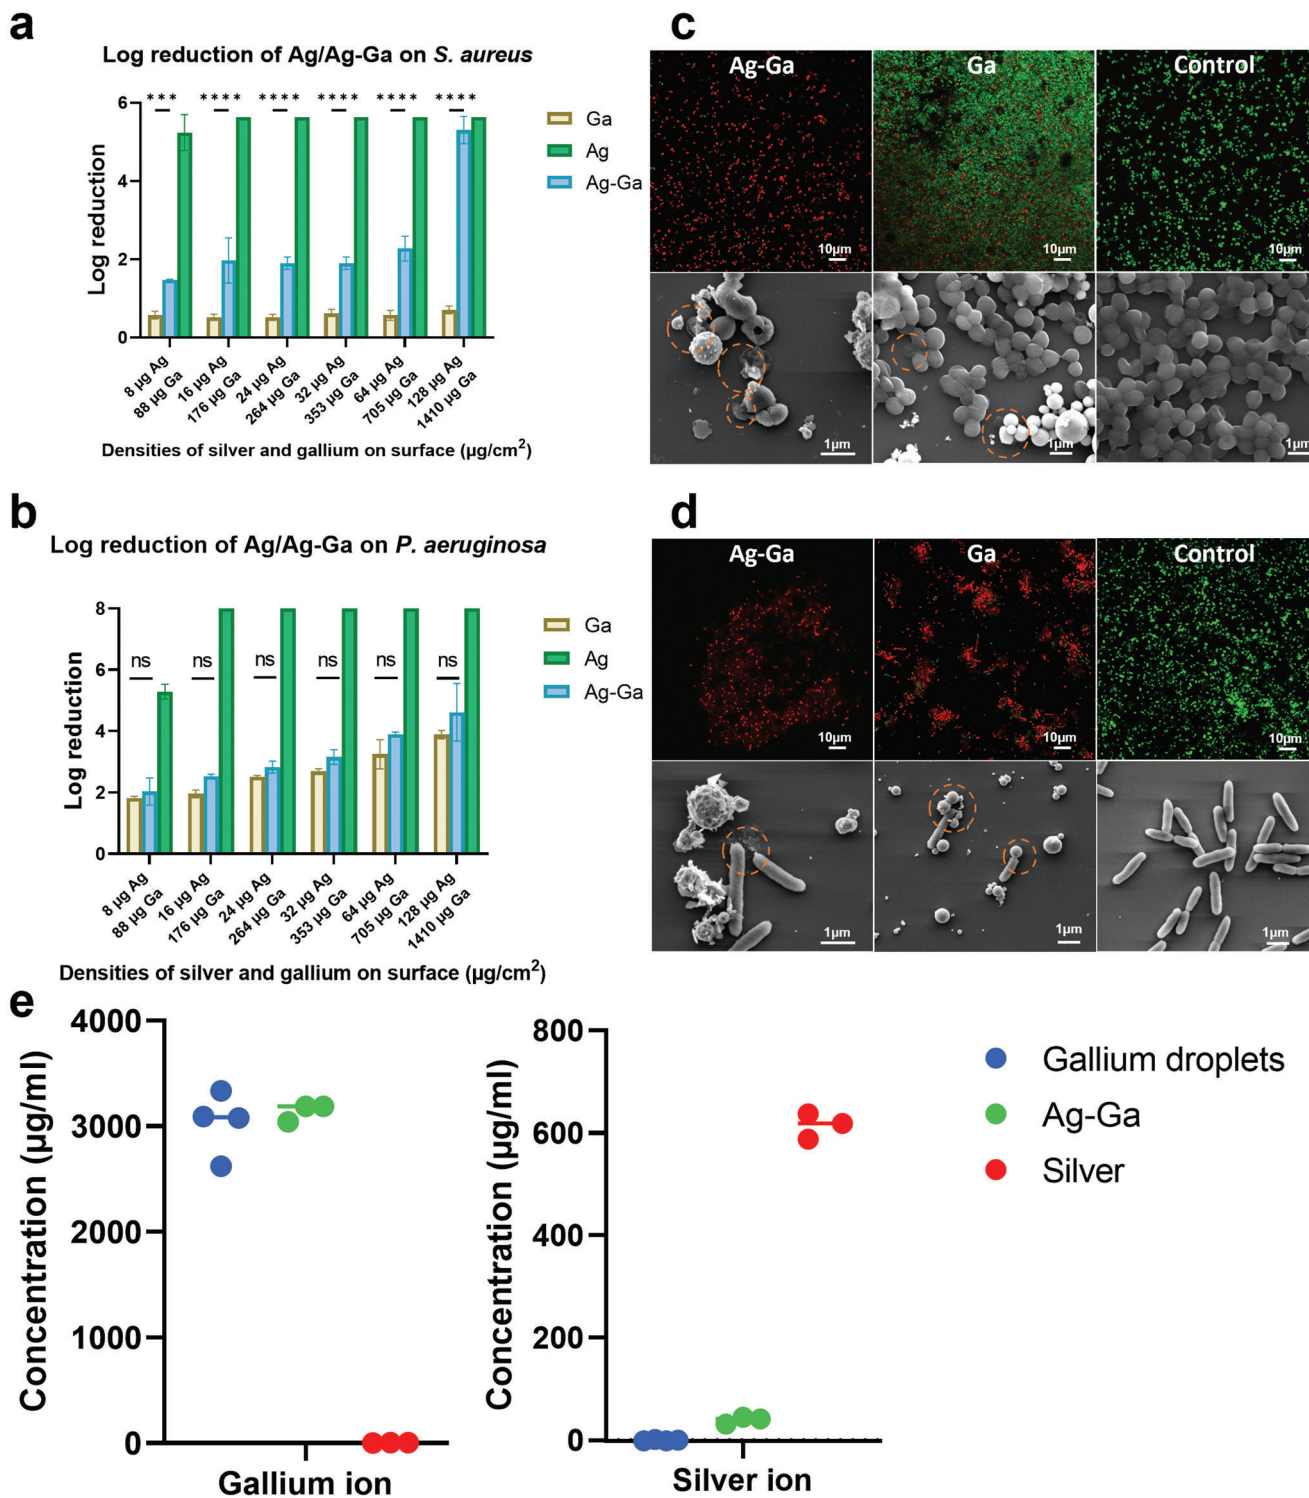 a
Log reduction of Ag/Ag-Ga on S. aureus
*** **** **** **** **** ****
6
4
2
0
Log reduction
8 µg Ag
88 µg Ga
16 µg Ag
176 µg Ga
24 µg Ag
264 µg Ga
32 µg Ag
353 µg Ga
64 µg Ag
705 µg Ga
128 µg Ag
1410 µg Ga
Densities of silver and gallium on surface (µg/cm²)
Ga
Ag
Ag-Ga
c
Ag-Ga
Ga
Control
10µm
10µm
10µm
1µm
1µm
1µm
b
Log reduction of Ag/Ag-Ga on P. aeruginosa
8
6
4
2
0
Log reduction
ns
ns
ns
ns
ns
ns
8 µg Ag
88 µg Ga
16 µg Ag
176 µg Ga
24 µg Ag
264 µg Ga
32 µg Ag
353 µg Ga
64 µg Ag
705 µg Ga
128 µg Ag
1410 µg Ga
Densities of silver and gallium on surface (µg/cm²)
Ga
Ag
Ag-Ga
d
Ag-Ga
Ga
Control
10µm
10µm
10µm
1µm
1µm
1µm
e
4000
3000
2000
1000
0
Concentration (µg/ml)
Gallium ion
800
600
400
200
0
Concentration (µg/ml)
Silver ion
Gallium droplets
Ag-Ga
Silver